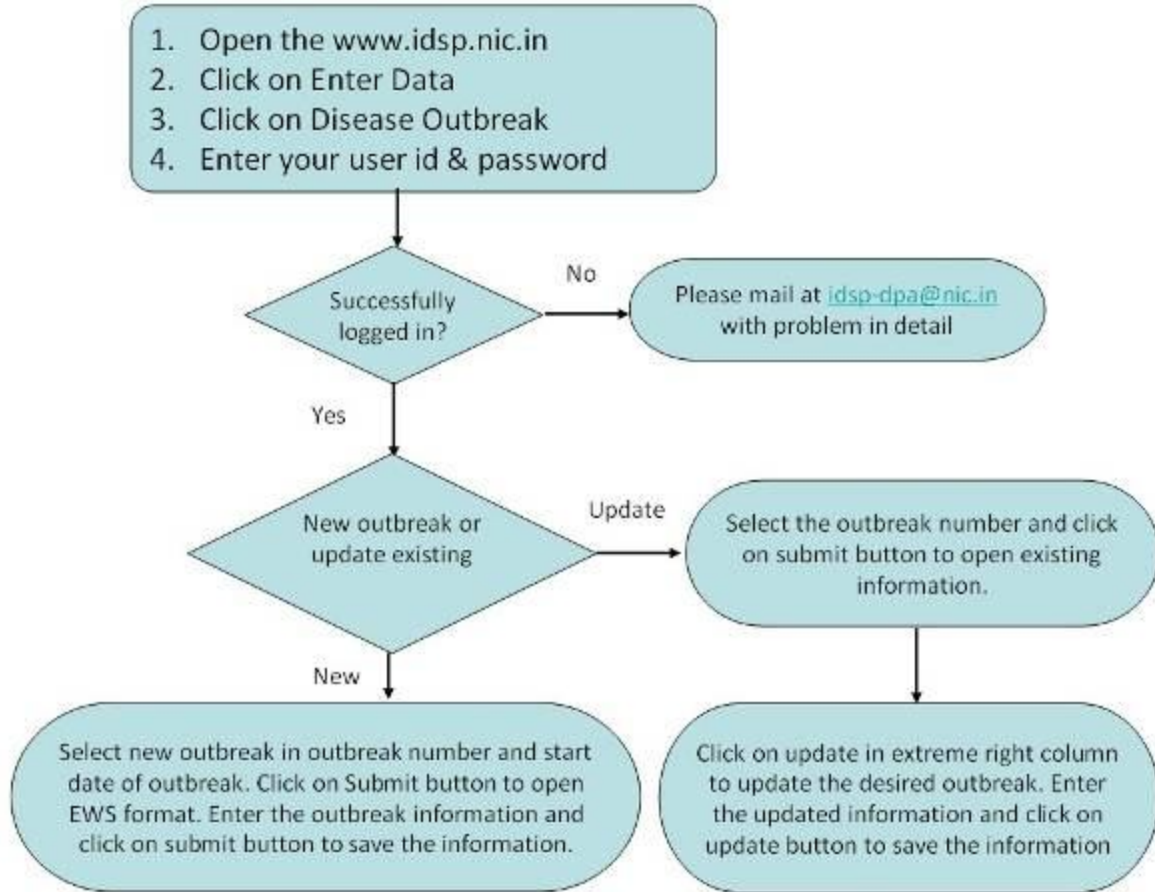 1. Open the www.idsp.nic.in
2. Click on Enter Data
3. Click on Disease Outbreak
4. Enter your user id & password
Successfully
logged in?
No
Please mail at idsp-dpa@nic.in
with problem in detail
Yes
New outbreak or
update existing
Update
Select the outbreak number and click
on submit button to open existing
information.
New
Select new outbreak in outbreak number and start
date of outbreak. Click on Submit button to open
EWS format. Enter the outbreak information and
click on submit button to save the information.
Click on update in extreme right column
to update the desired outbreak. Enter
the updated information and click on
update button to save the information